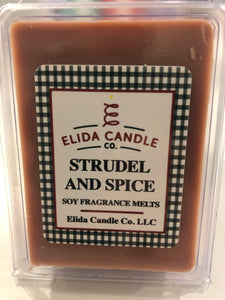 ELIDA CANDLE
CO.
STRUDEL
AND SPICE
SOY FRAGRANCE MELTS
Elida Candle Co. LLC